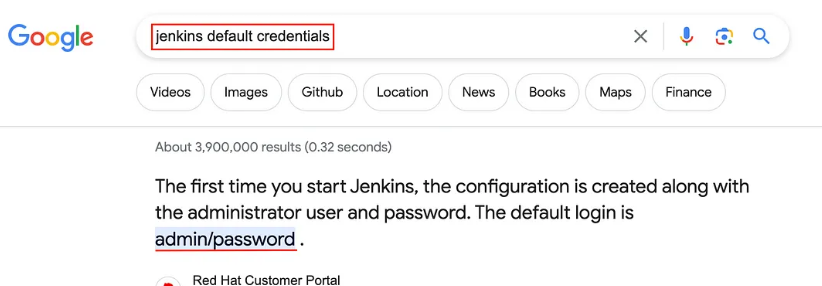 Google
jenkins default credentials
Videos
Images
Github
Location
News
Books
Maps
Finance
About 3,900,000 results (0.32 seconds)
The first time you start Jenkins, the configuration is created along with
the administrator user and password. The default login is
admin/password .
Red Hat Customer Portal